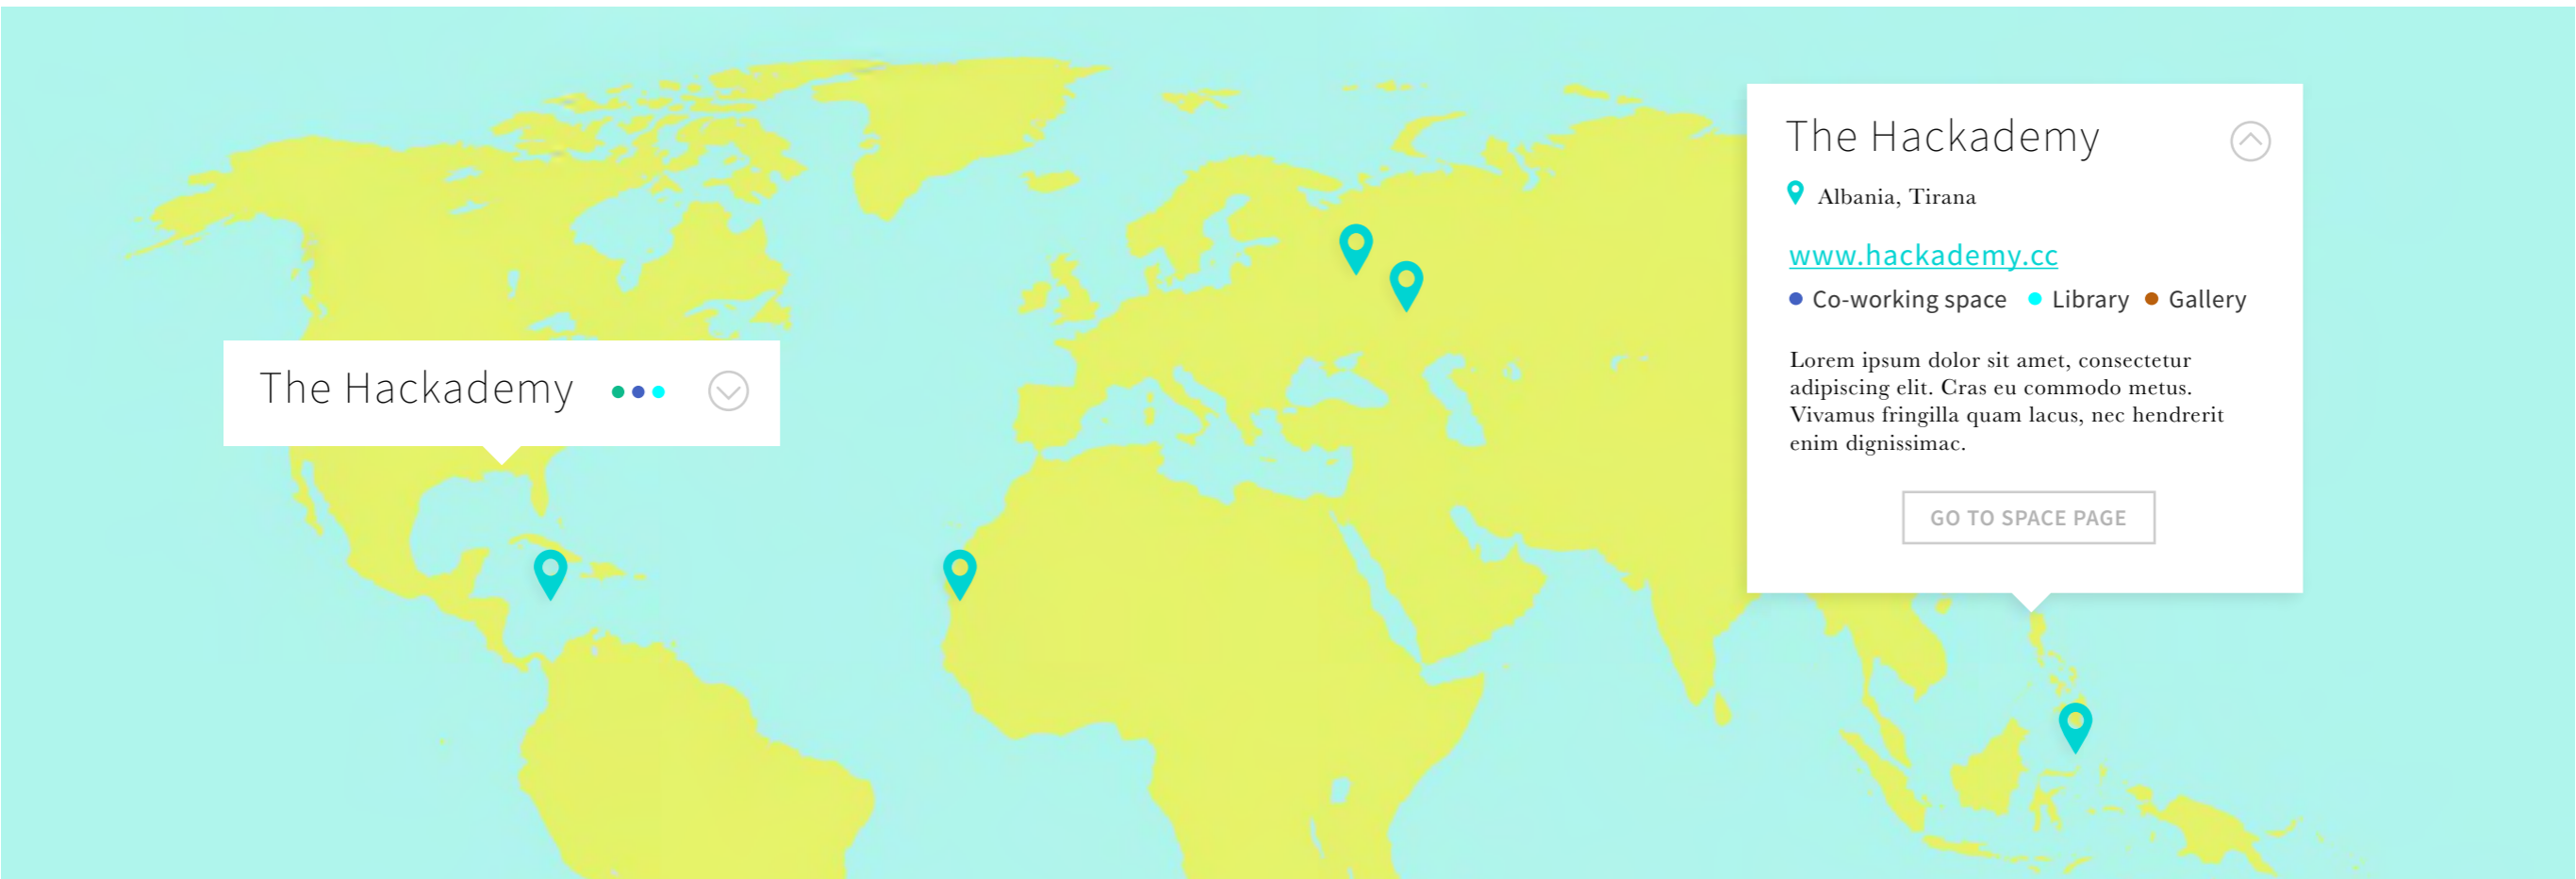 The Hackademy
The Hackademy
Albania, Tirana
www.hackademy.cc
Co-working space Library Gallery
Lorem ipsum dolor sit amet, consectetur
adipiscing elit. Cras eu commodo metus.
Vivamus fringilla quam lacus, nec hendrerit
enim dignissimac.
GO TO SPACE PAGE